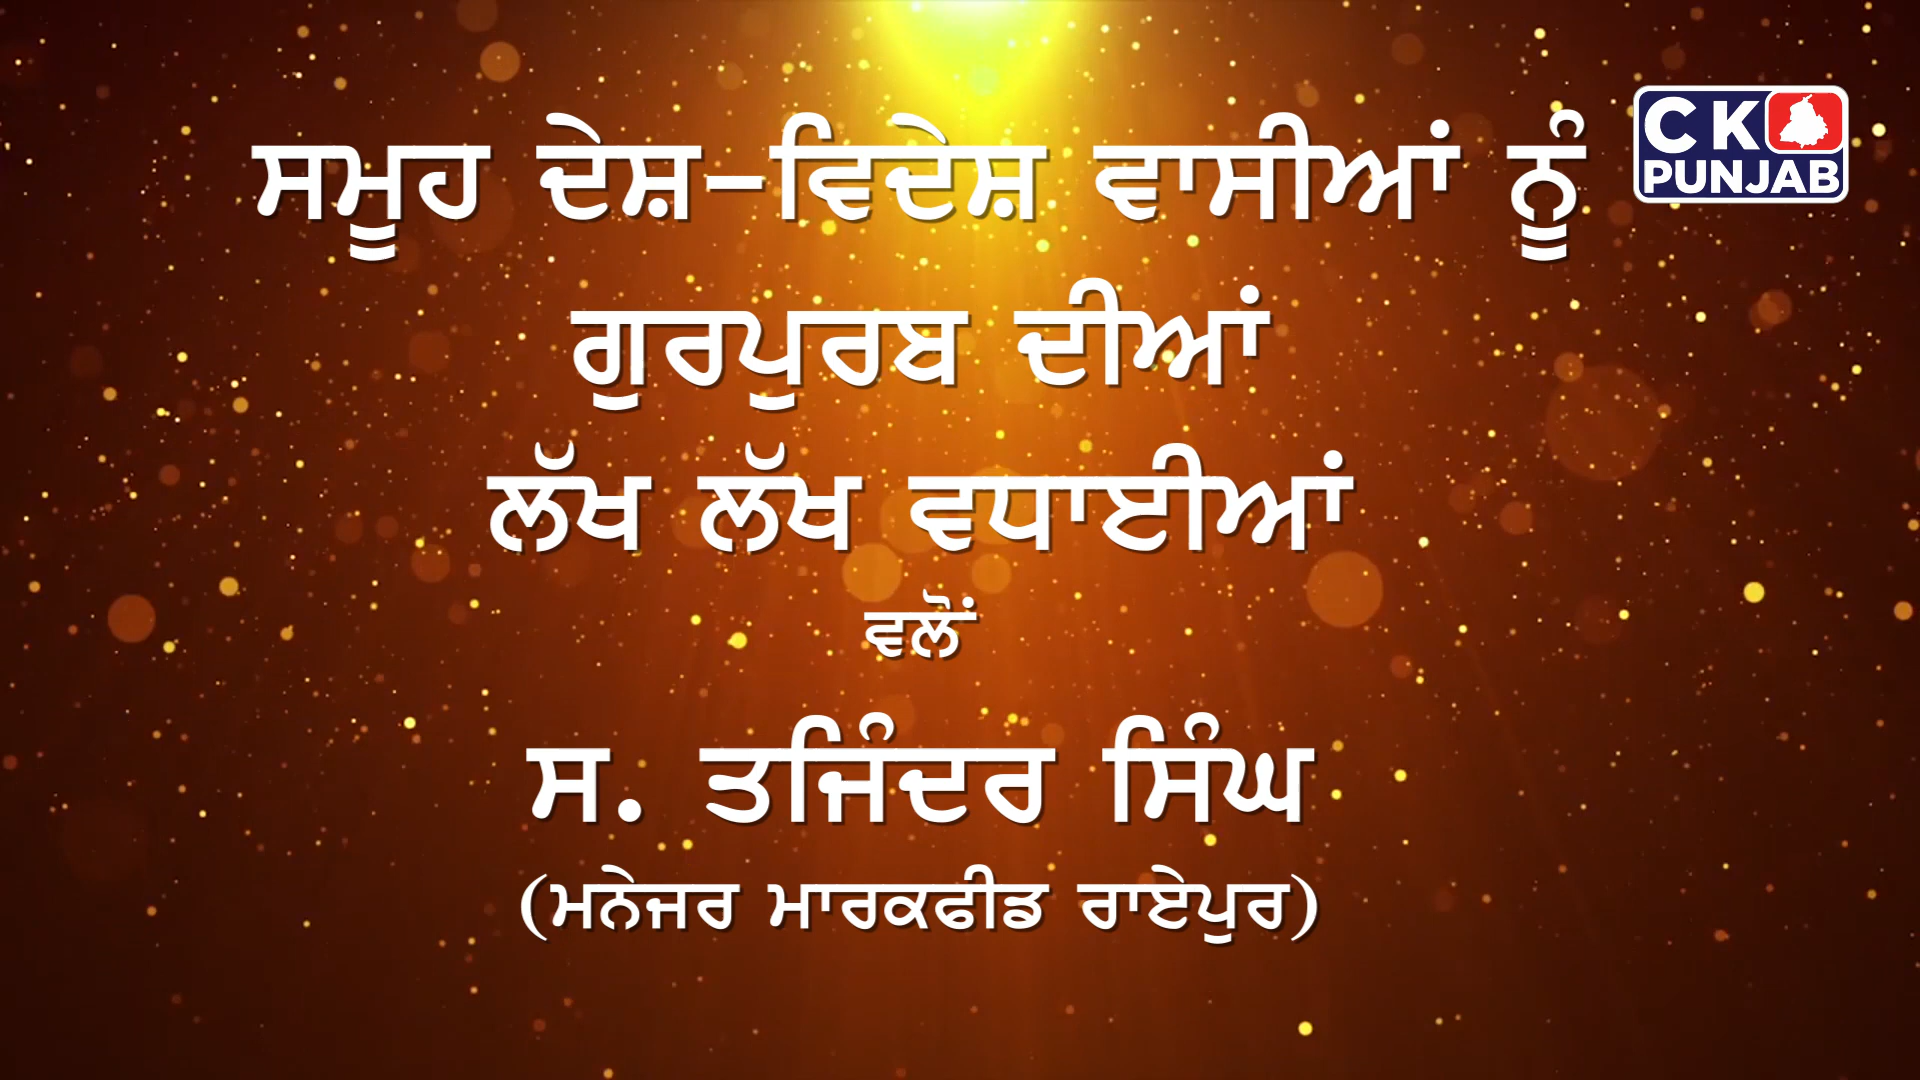 ਸਮੂਹ ਦੇਸ਼-ਵਿਦੇਸ਼ ਵਾਸੀਆਂ ਨੂੰ
CK
PUNJAB
ਗੁਰਪੁਰਬ ਦੀਆਂ
ਲੱਖ ਲੱਖ ਵਧਾਈਆਂ
ਵਲੋਂ
ਸ. ਤਜਿੰਦਰ ਸਿੰਘ
(ਮਨੇਜਰ ਮਾਰਕਫੀਡ ਰਾਏਪੁਰ)